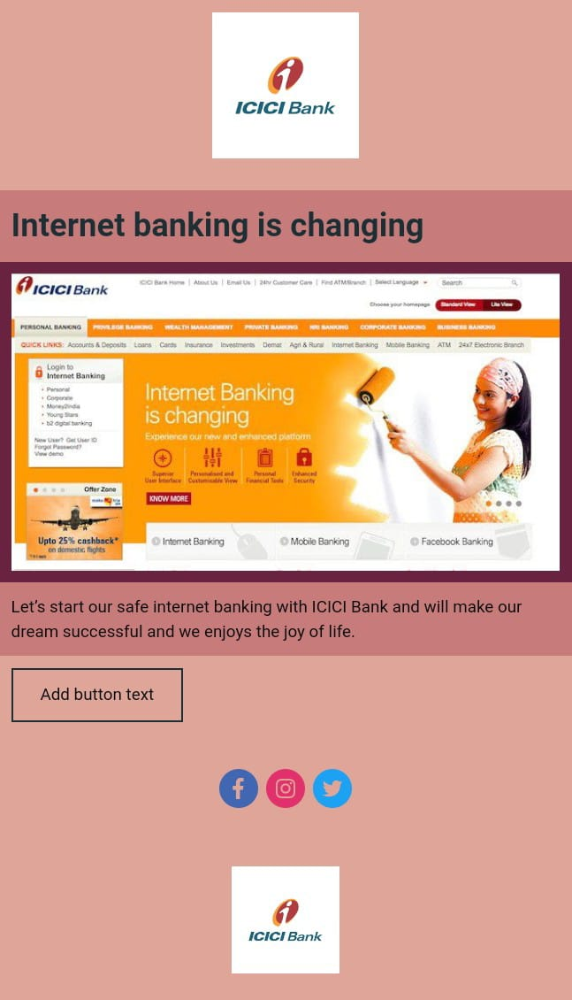 ICICI Bank
Internet banking is changing
ICICI Bank
ICICI Bank Home | About Us | Email Us | 24hr Customer Care | Find ATM/Branch | Select Language
Search
Choose your homepage
Standard View
Lite View
PERSONAL BANKING PRIVILEGE BANKING WEALTH MANAGEMENT PRIVATE BANKING NRI BANKING CORPORATE BANKING BUSINESS BANKING
QUICK LINKS: Accounts & Deposits Loans Cards Insurance Investments Demat Agri & Rural Internet Banking Mobile Banking ATM 24x7 Electronic Branch
Login to
Internet Banking
Personal
Corporate
Money2India
Young Stars
b2 digital banking
New User? Get User ID
Forgot Password?
View demo
Internet Banking
is changing
Experience our new and enhanced platform
Superior
User Interface
Personalised and
Customisable View
Personal
Financial Tools
Enhanced
Security
KNOW MORE
Offer Zone
Upto 25% cashback*
on domestic flights
Internet Banking
Mobile Banking
Facebook Banking
Let’s start our safe internet banking with ICICI Bank and will make our
dream successful and we enjoys the joy of life.
Add button text
ICICI Bank